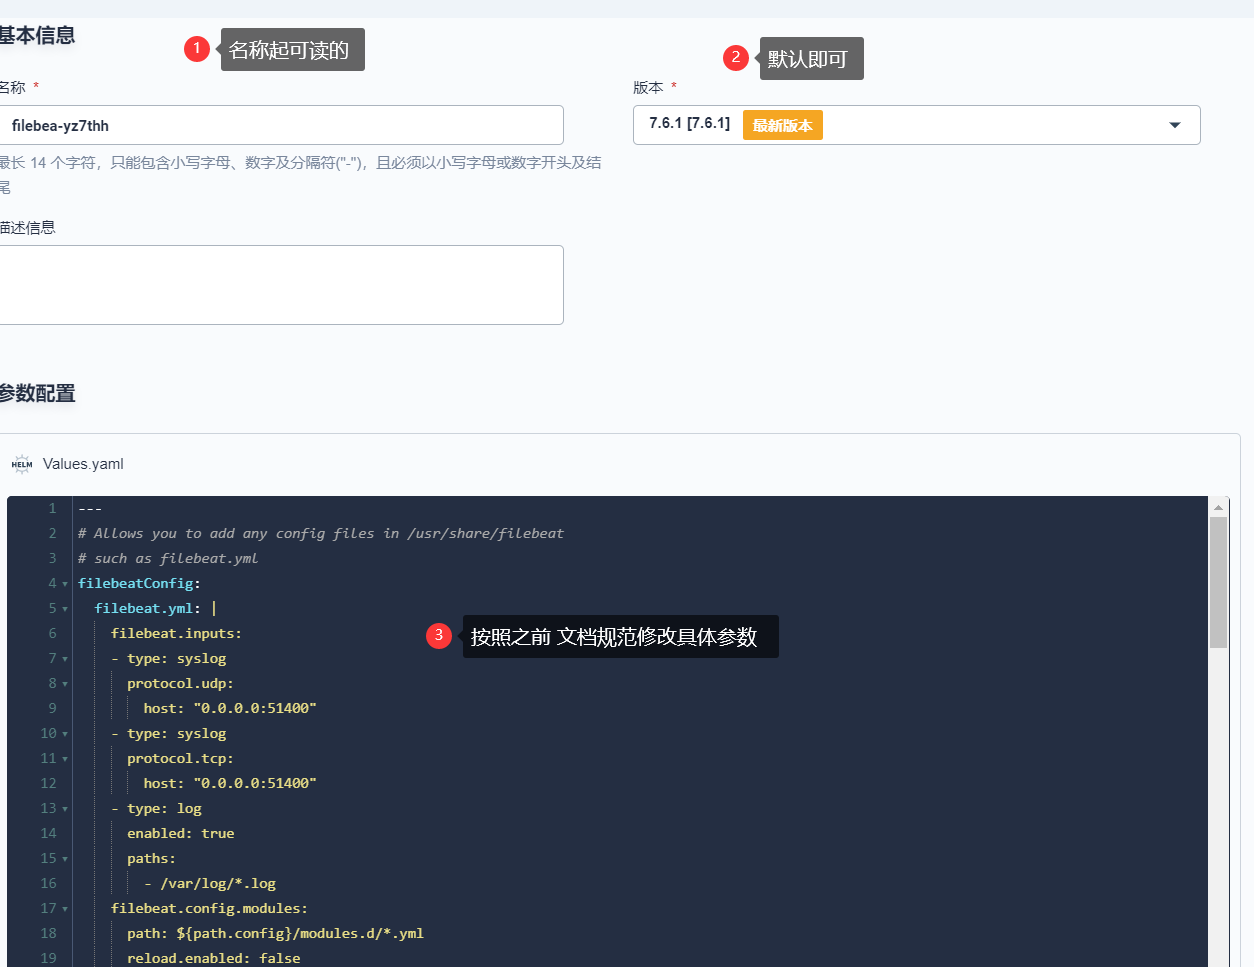 基本信息
1 名称起可读的
2 默认即可
名称 *
版本 *
filebea-yz7thh
7.6.1 [7.6.1] 最新版本
最长 14 个字符，只能包含小写字母、数字及分隔符("-")，且必须以小写字母或数字开头及结
尾
描述信息
参数配置
HELM Values.yaml
1 ---
2 # Allows you to add any config files in /usr/share/filebeat
3 # such as filebeat.yml
4 filebeatConfig:
5 filebeat.yml: |
6 filebeat.inputs:
3 按照之前 文档规范修改具体参数
7 - type: syslog
8 protocol.udp:
9 host: "0.0.0.0:51400"
10 - type: syslog
11 protocol.tcp:
12 host: "0.0.0.0:51400"
13 - type: log
14 enabled: true
15 paths:
16 - /var/log/*.log
17 filebeat.config.modules:
18 path: ${path.config}/modules.d/*.yml
19 reload.enabled: false